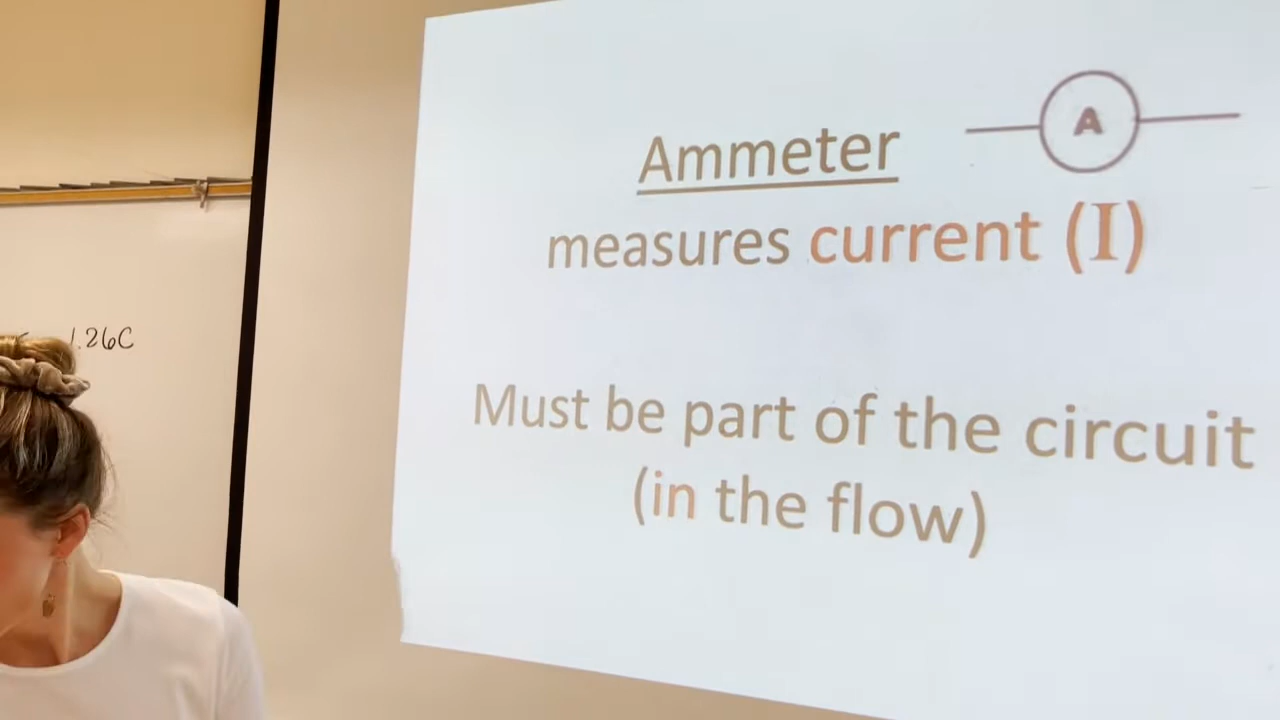 Ammeter
A
measures current (I)
Must be part of the circuit
(in the flow)
1.26C